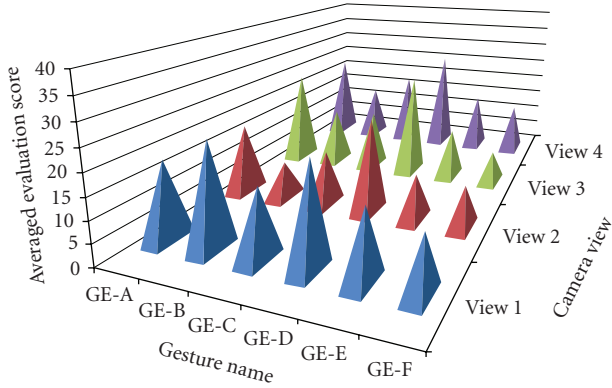 Averaged evaluation score
40
35
30
25
20
15
10
5
0
GE-A
GE-B
GE-C
GE-D
GE-E
GE-F
Gesture name
View 1
View 2
View 3
View 4
Camera view